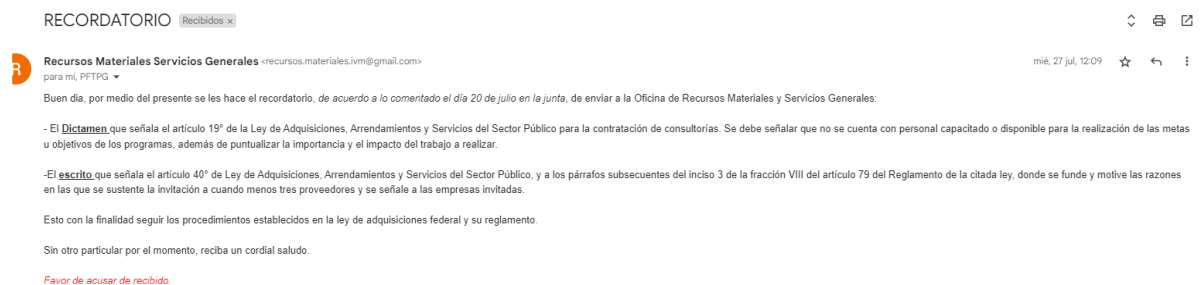 RECORDATORIO Recibidos ×
R
Recursos Materiales Servicios Generales <recursos.materiales.ivm@gmail.com> mié, 27 jul, 12:09
para mí, PFTPG
Buen dia, por medio del presente se les hace el recordatorio, de acuerdo a lo comentado el día 20 de julio en la junta, de enviar a la Oficina de Recursos Materiales y Servicios Generales:
- El Dictamen que señala el artículo 19° de la Ley de Adquisiciones, Arrendamientos y Servicios del Sector Público para la contratación de consultorías. Se debe señalar que no se cuenta con personal capacitado o disponible para la realización de las metas
u objetivos de los programas, además de puntualizar la importancia y el impacto del trabajo a realizar.
-El escrito que señala el artículo 40° de Ley de Adquisiciones, Arrendamientos y Servicios del Sector Público, y a los párrafos subsecuentes del inciso 3 de la fracción VIII del artículo 79 del Reglamento de la citada ley, donde se funde y motive las razones
en las que se sustente la invitación a cuando menos tres proveedores y se señale a las empresas invitadas.
Esto con la finalidad seguir los procedimientos establecidos en la ley de adquisiciones federal y su reglamento.
Sin otro particular por el momento, reciba un cordial saludo.
Favor de acusar de recibido.